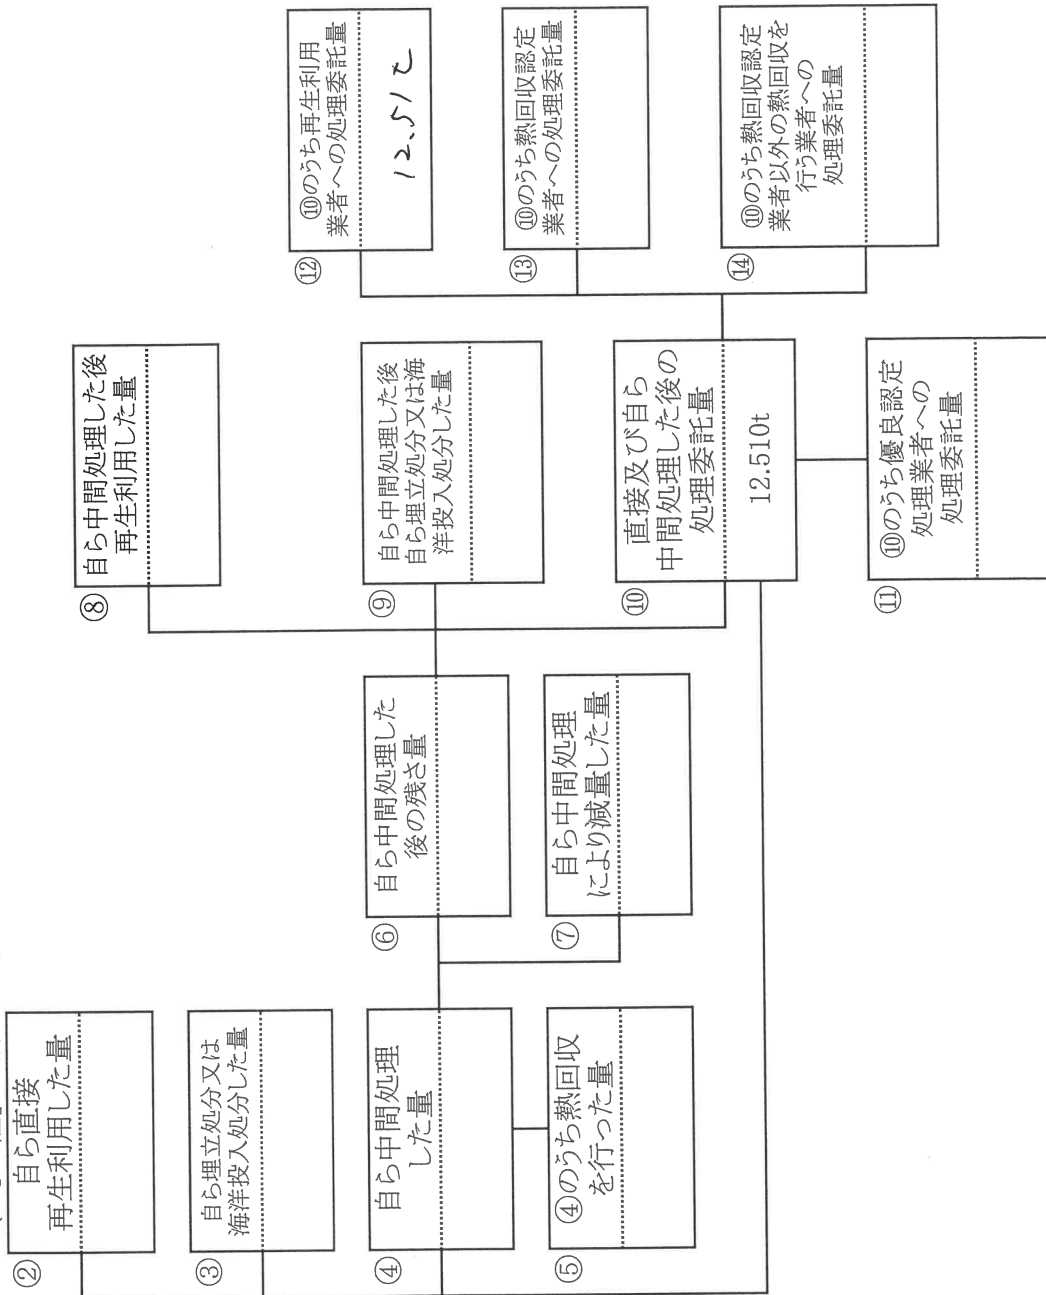 ②
自ら直接
再生利用した量
③
自ら埋立処分又は
海洋投入処分した量
④
自ら中間処理
した量
⑤
④のうち熱回収
を行った量
⑥
自ら中間処理した
後の残さ量
⑦
自ら中間処理
により減量した量
⑧
自ら中間処理した後
再生利用した量
⑨
自ら中間処理した後
自ら埋立処分又は海
洋投入処分した量
⑩
直接及び自ら
中間処理した後の
処理委託量
12.510t
⑪
⑩のうち優良認定
処理業者への
処理委託量
⑫
⑩のうち再生利用
業者への処理委託量
12.51t
⑬
⑩のうち熱回収認定
業者への処理委託量
⑭
⑩のうち熱回収認定
業者以外の熱回収を
行う業者への
処理委託量